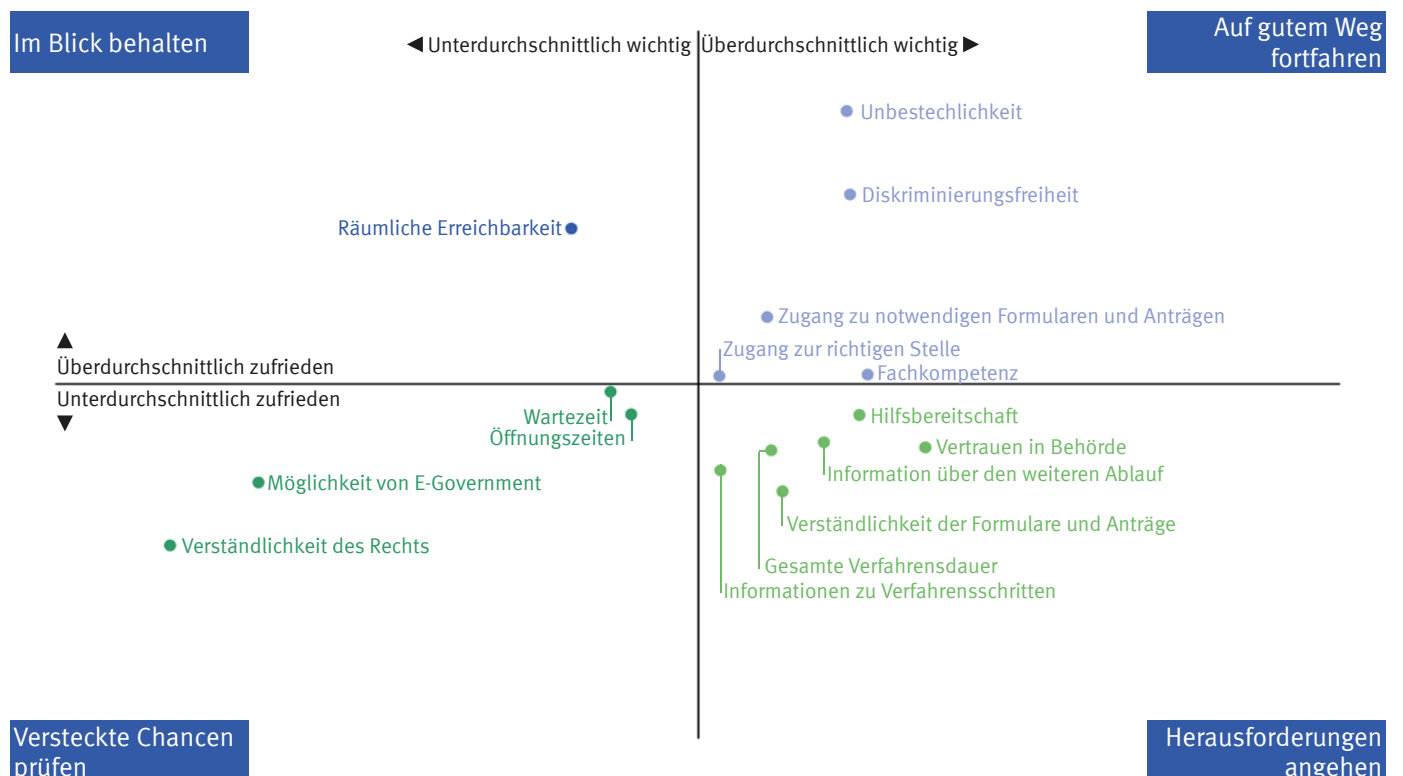 Im Blick behalten
◄ Unterdurchschnittlich wichtig
Überdurchschnittlich wichtig ►
Auf gutem Weg
fortfahren
Unbestechlichkeit
Diskriminierungsfreiheit
Räumliche Erreichbarkeit
Zugang zu notwendigen Formularen und Anträgen
Zugang zur richtigen Stelle
▲
Überdurchschnittlich zufrieden
Fachkompetenz
Unterdurchschnittlich zufrieden
▼
Wartezeit
Hilfsbereitschaft
Öffnungszeiten
Vertrauen in Behörde
Information über den weiteren Ablauf
Möglichkeit von E-Government
Verständlichkeit der Formulare und Anträge
Verständlichkeit des Rechts
Gesamte Verfahrensdauer
Informationen zu Verfahrensschritten
Versteckte Chancen
prüfen
Herausforderungen
angehen